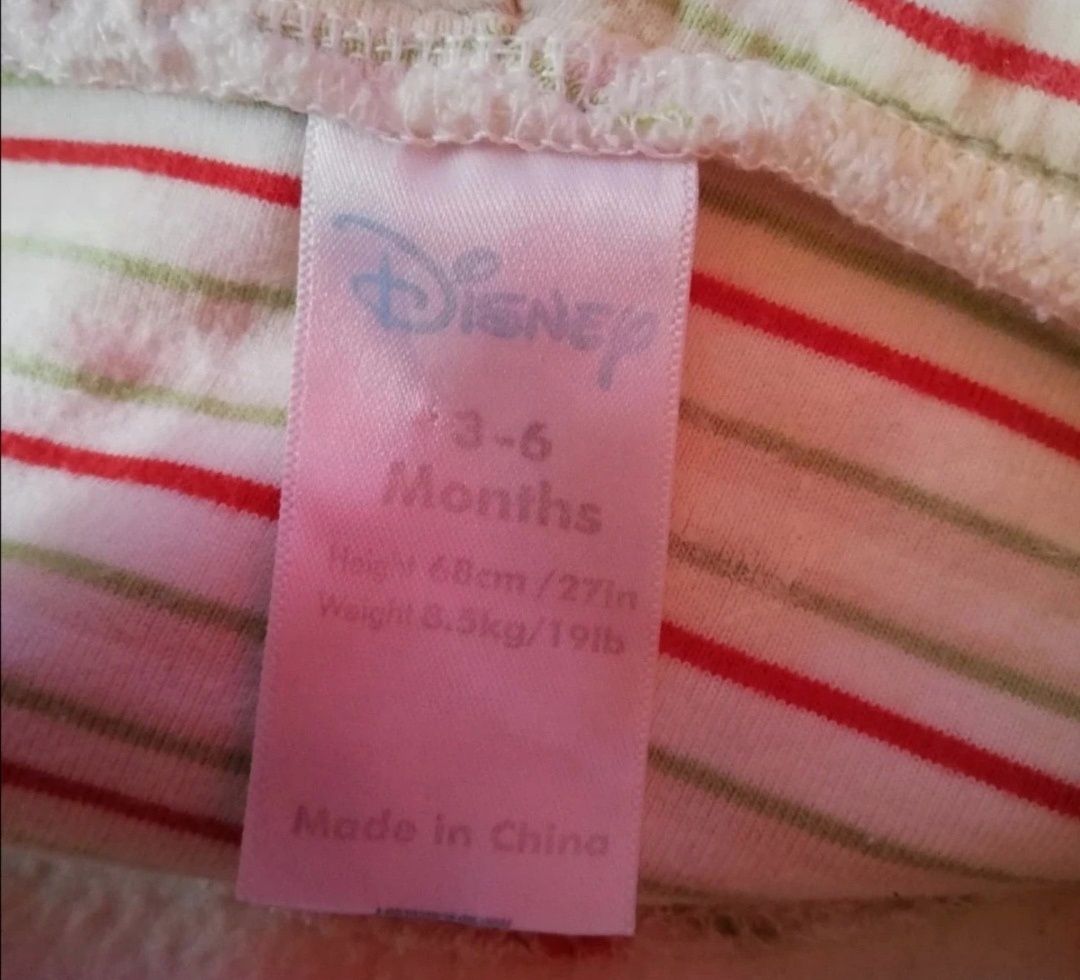 Disney
3-6
Months
Height 68cm/27in
Weight 8.5kg/19lb
Made in China